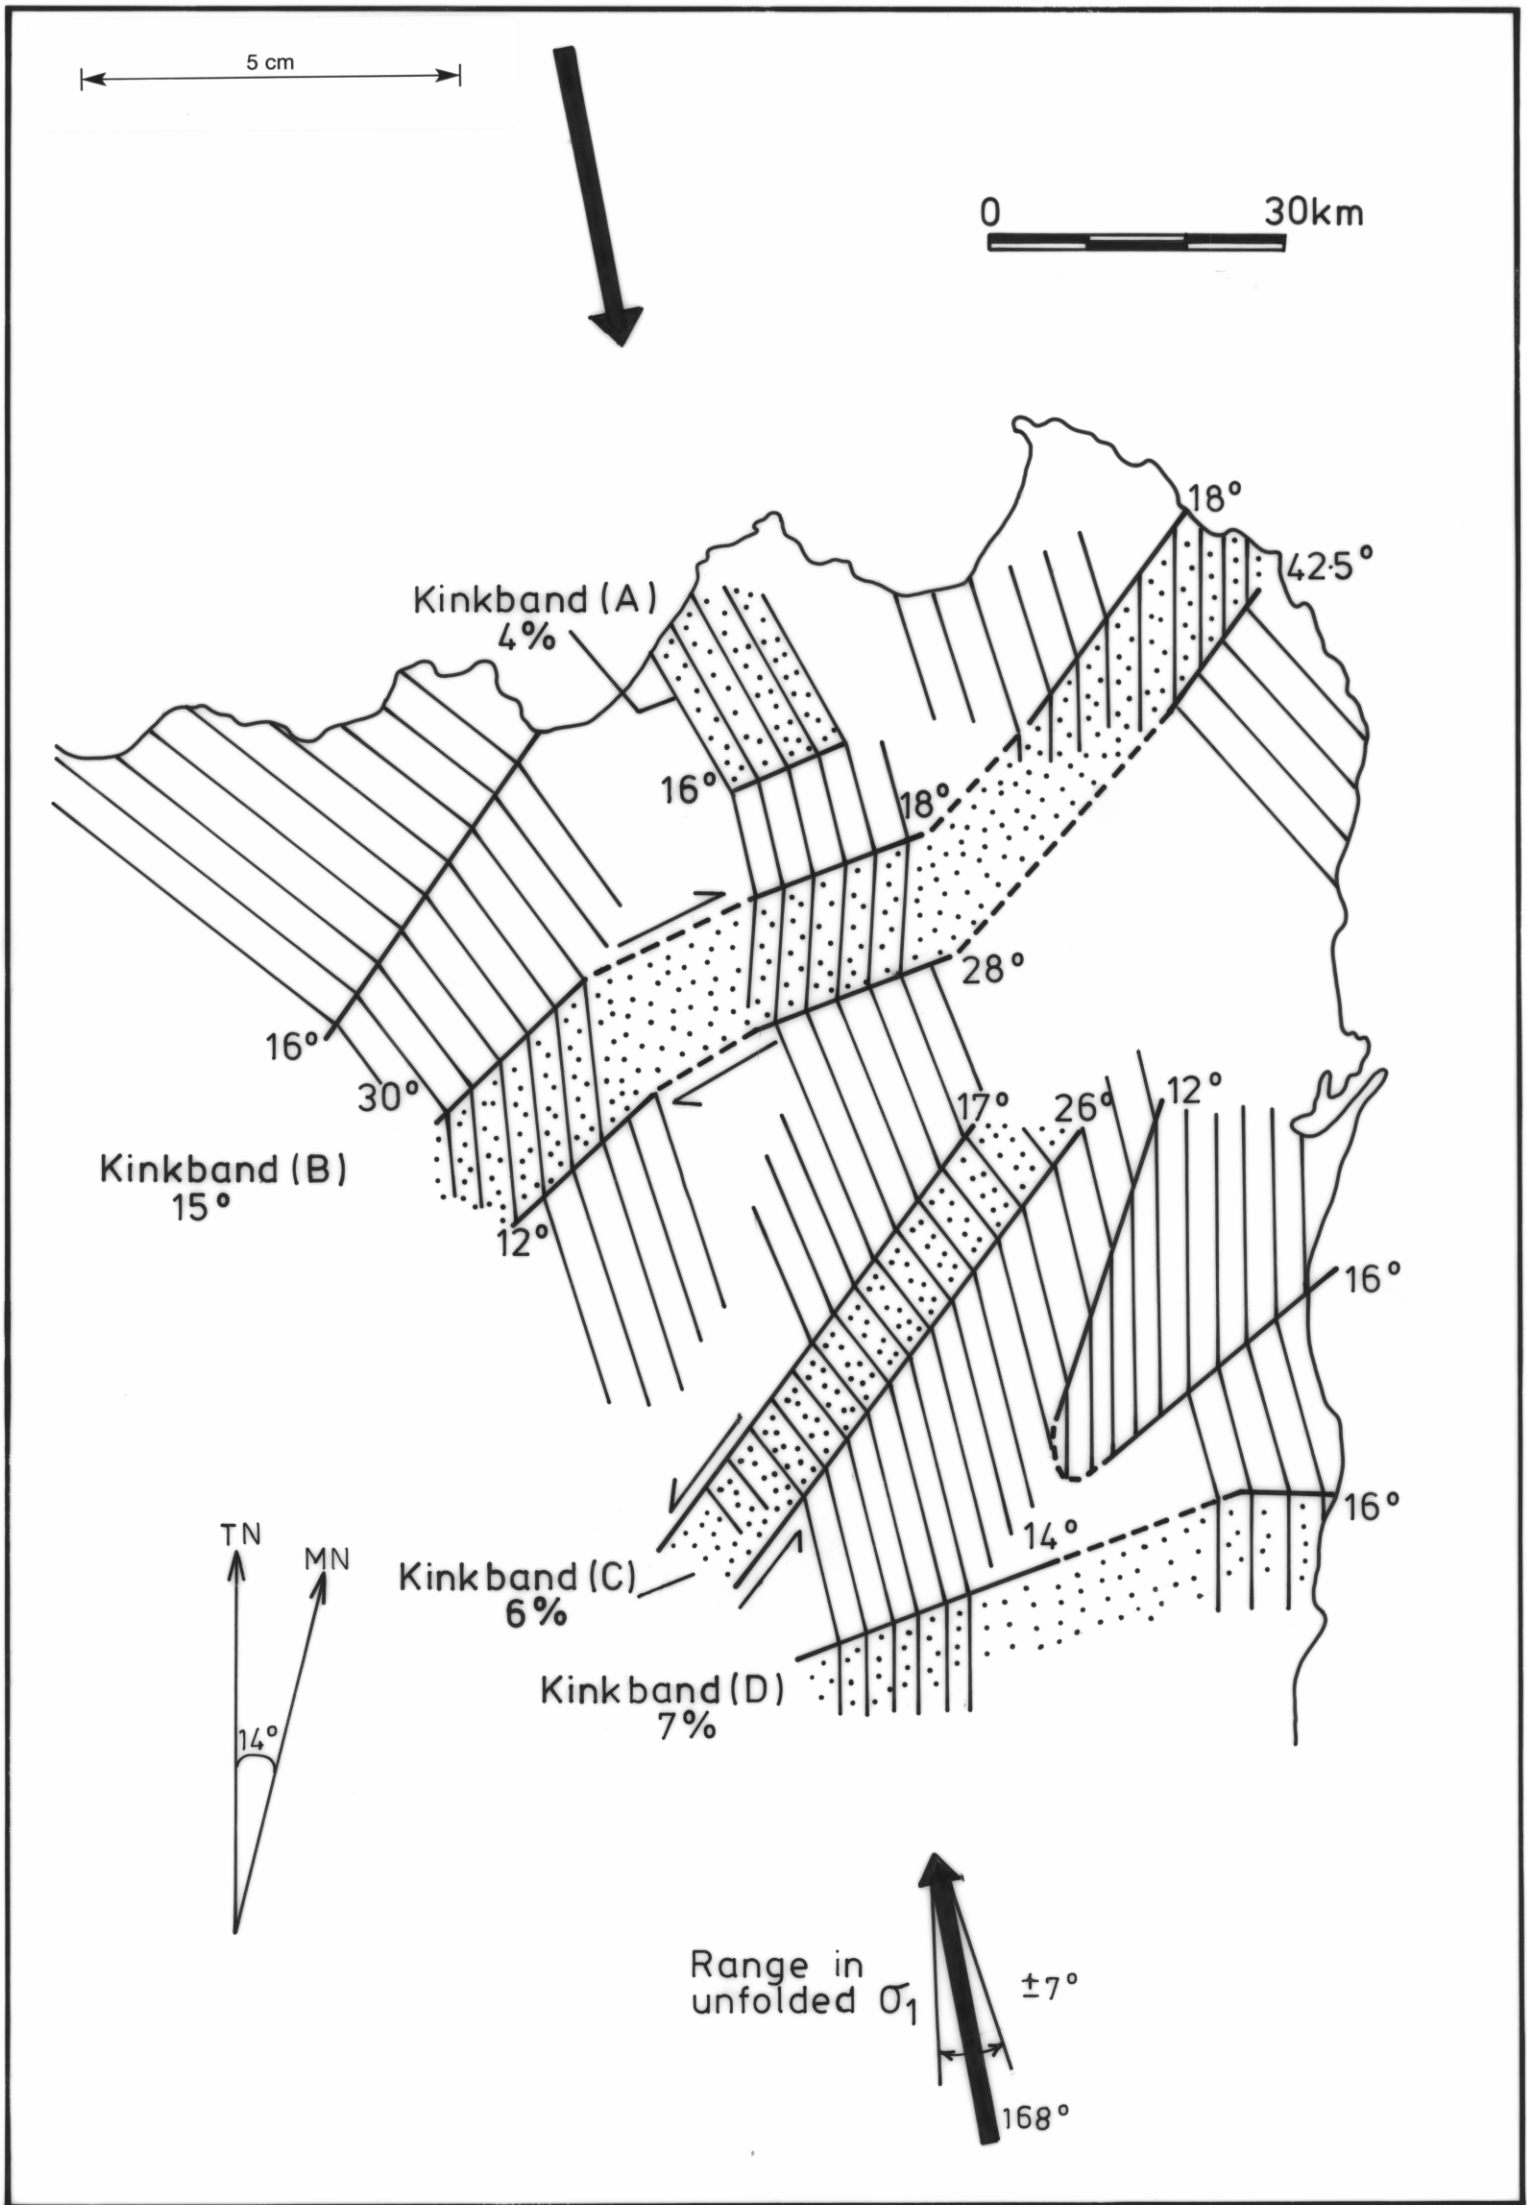 5 cm
0 30km
18°
42·5°
Kinkband (A)
4%
16°
18°
28°
16°
30°
Kinkband (B)
15°
12°
17°
26°
12°
16°
14°
16°
TN
MN
14°
Kinkband (C)
6%
Kinkband (D)
7%
Range in
unfolded σ1
±7°
168°